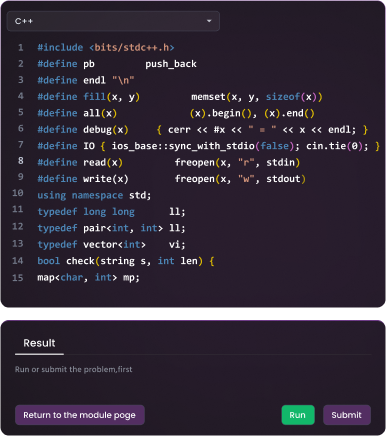 C++
1 #include <bits/stdc++.h>
2 #define pb push_back
3 #define endl "\n"
4 #define fill(x, y) memset(x, y, sizeof(x))
5 #define all(x) (x).begin(), (x).end()
6 #define debug(x) { cerr << #x << " = " << x << endl; }
7 #define IO { ios_base::sync_with_stdio(false); cin.tie(0); }
8 #define read(x) freopen(x, "r", stdin)
9 #define write(x) freopen(x, "w", stdout)
10 using namespace std;
11 typedef long long ll;
12 typedef pair<int, int> ll;
13 typedef vector<int> vi;
14 bool check(string s, int len) {
15 map<char, int> mp;
Result
Run or submit the problem,first
Return to the module poge Run Submit